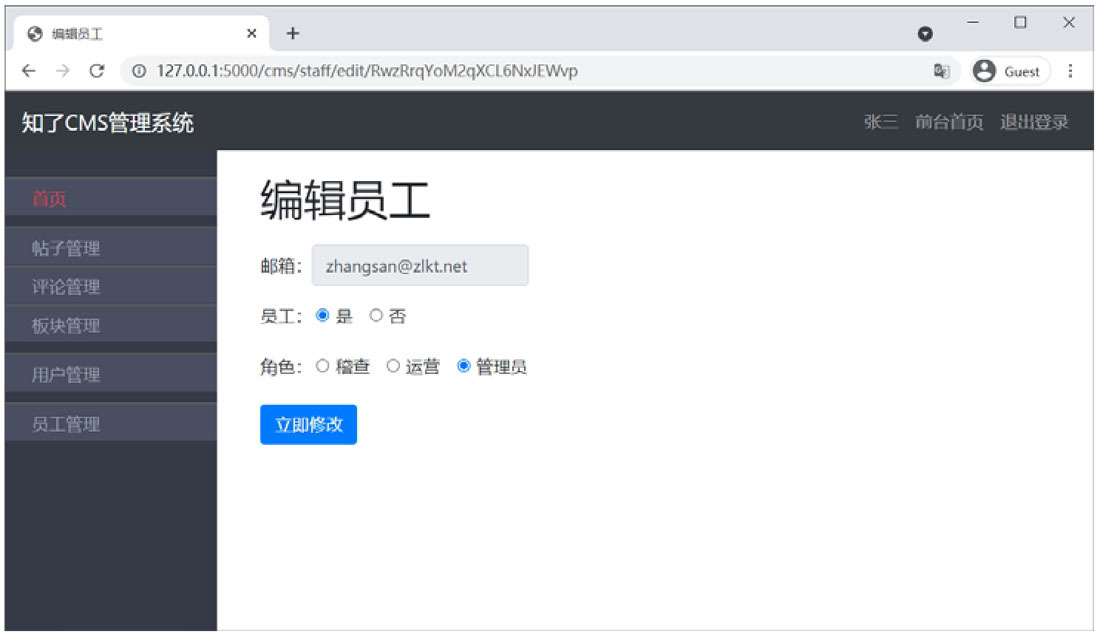 编辑员工
127.0.0.1:5000/cms/staff/edit/RwzRrqYoM2qXCL6NxJEWvp
Guest
知了CMS管理系统
张三 前台首页 退出登录
首页
帖子管理
评论管理
板块管理
用户管理
员工管理
编辑员工
邮箱: zhangsan@zlkt.net
员工: 是 否
角色: 稽查 运营 管理员
立即修改